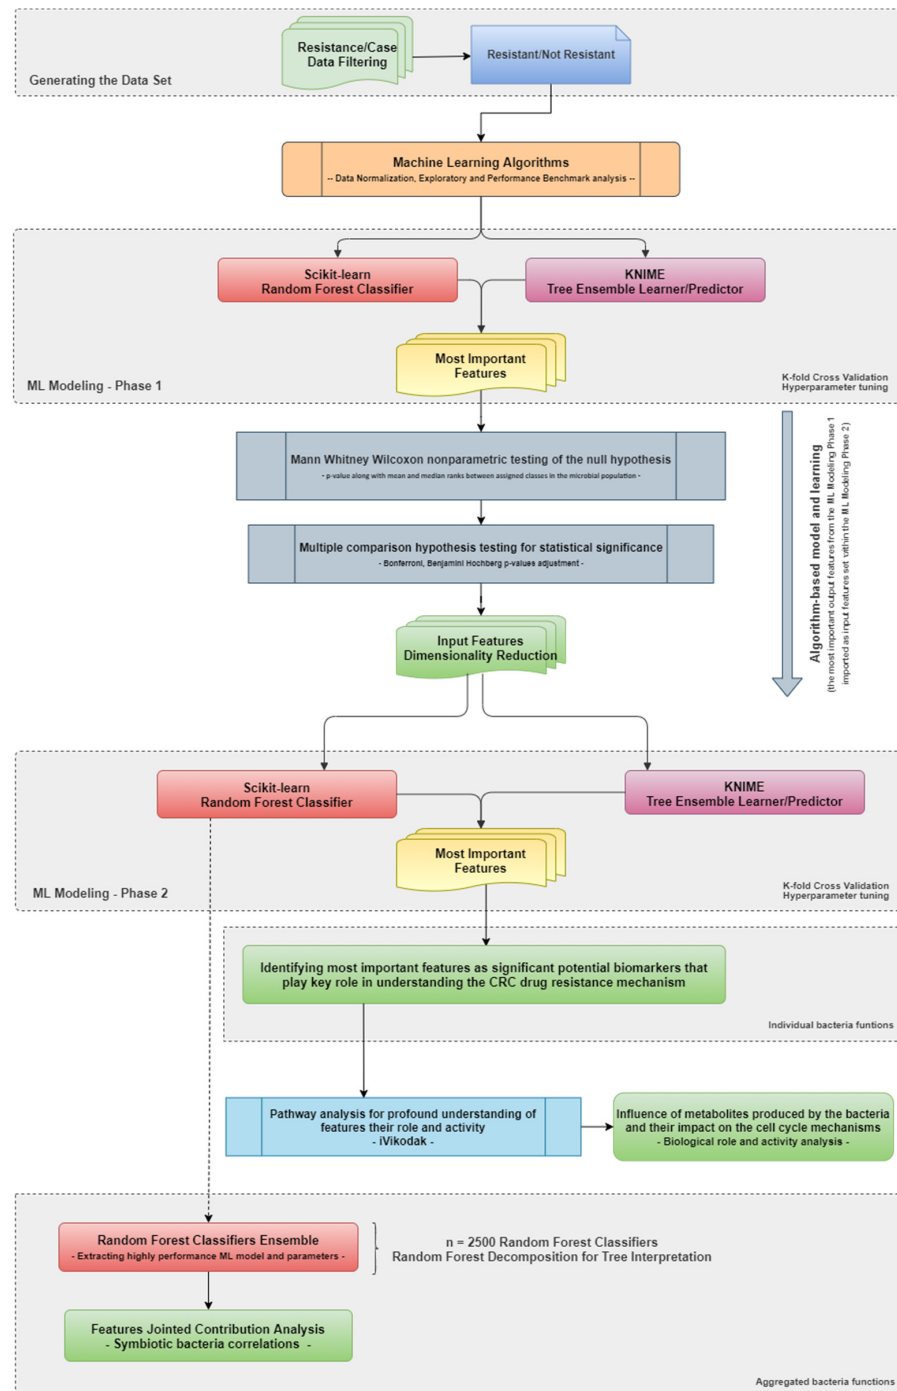 Resistance/Case
Data Filtering
Resistant/Not Resistant
Generating the Data Set
Machine Learning Algorithms
-- Data Normalization, Exploratory and Performance Benchmark analysis --
Scikit-learn
Random Forest Classifier
KNIME
Tree Ensemble Learner/Predictor
Most Important
Features
ML Modeling - Phase 1
K-fold Cross Validation
Hyperparameter tuning
Mann Whitney Wilcoxon nonparametric testing of the null hypothesis
- p-value along with mean and median ranks between assigned classes in the microbial population -
Multiple comparison hypothesis testing for statistical significance
- Bonferroni, Benjamini Hochberg p-values adjustment -
Algorithm-based model and learning
(the most important output features from the ML Modeling Phase 1
imported as input features set within the ML Modeling Phase 2)
Input Features
Dimensionality Reduction
Scikit-learn
Random Forest Classifier
KNIME
Tree Ensemble Learner/Predictor
Most Important
Features
ML Modeling - Phase 2
K-fold Cross Validation
Hyperparameter tuning
Identifying most important features as significant potential biomarkers that
play key role in understanding the CRC drug resistance mechanism
Individual bacteria funtions
Pathway analysis for profound understanding of
features their role and activity
- iVikodak -
Influence of metabolites produced by the bacteria
and their impact on the cell cycle mechanisms
- Biological role and activity analysis -
Random Forest Classifiers Ensemble
- Extracting highly performance ML model and parameters -
n = 2500 Random Forest Classifiers
Random Forest Decomposition for Tree Interpretation
Features Jointed Contribution Analysis
- Symbiotic bacteria correlations -
Aggregated bacteria functions